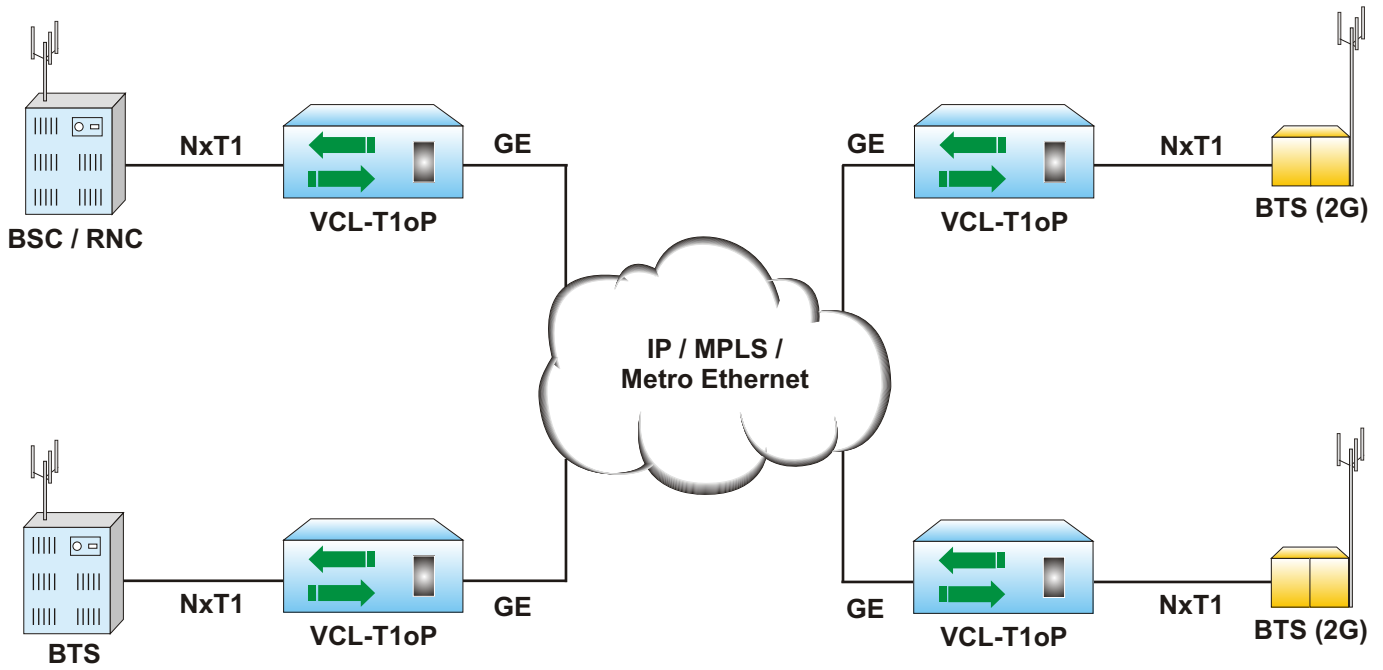 NxT1
GE
VCL-T1oP
BSC / RNC
GE
NxT1
VCL-T1oP
BTS (2G)
IP / MPLS /
Metro Ethernet
NxT1
GE
VCL-T1oP
BTS
GE
NxT1
VCL-T1oP
BTS (2G)